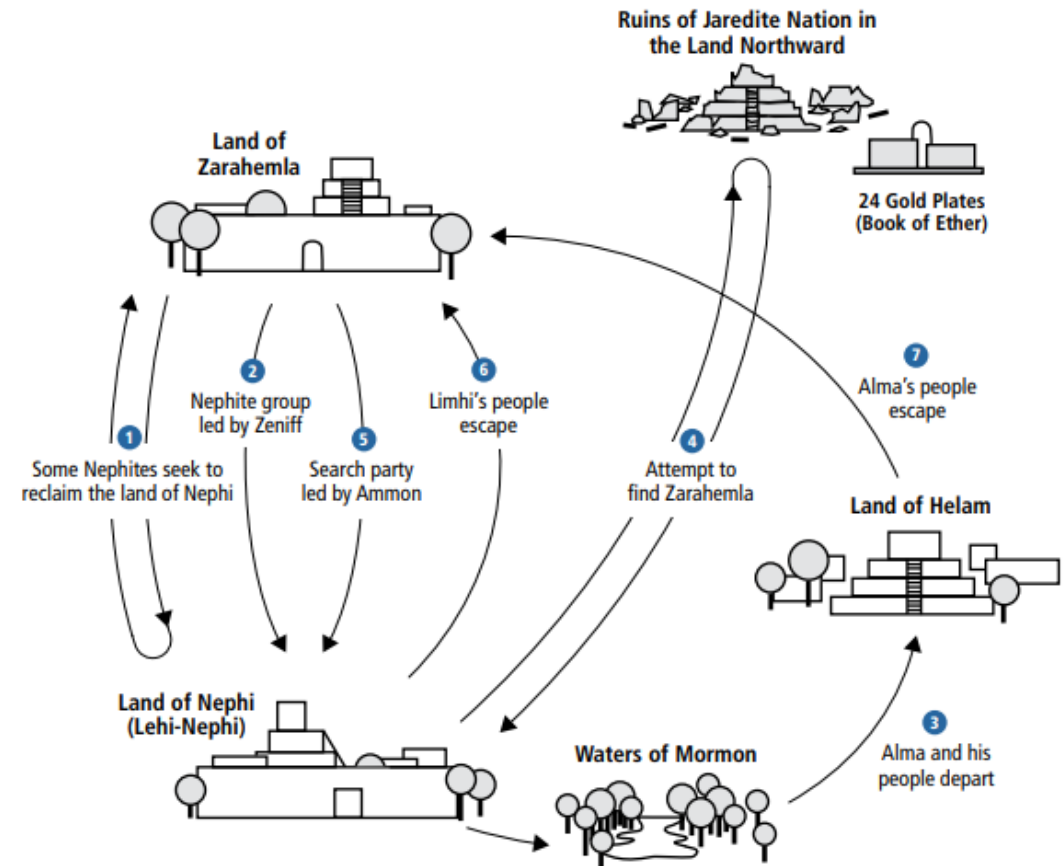 Ruins of Jaredite Nation in
the Land Northward
24 Gold Plates
(Book of Ether)
Land of
Zarahemla
1
Some Nephites seek to
reclaim the land of Nephi
2
Nephite group
led by Zeniff
5
Search party
led by Ammon
6
Limhi's people
escape
4
Attempt to
find Zarahemla
7
Alma's people
escape
Land of Helam
3
Alma and his
people depart
Land of Nephi
(Lehi-Nephi)
Waters of Mormon